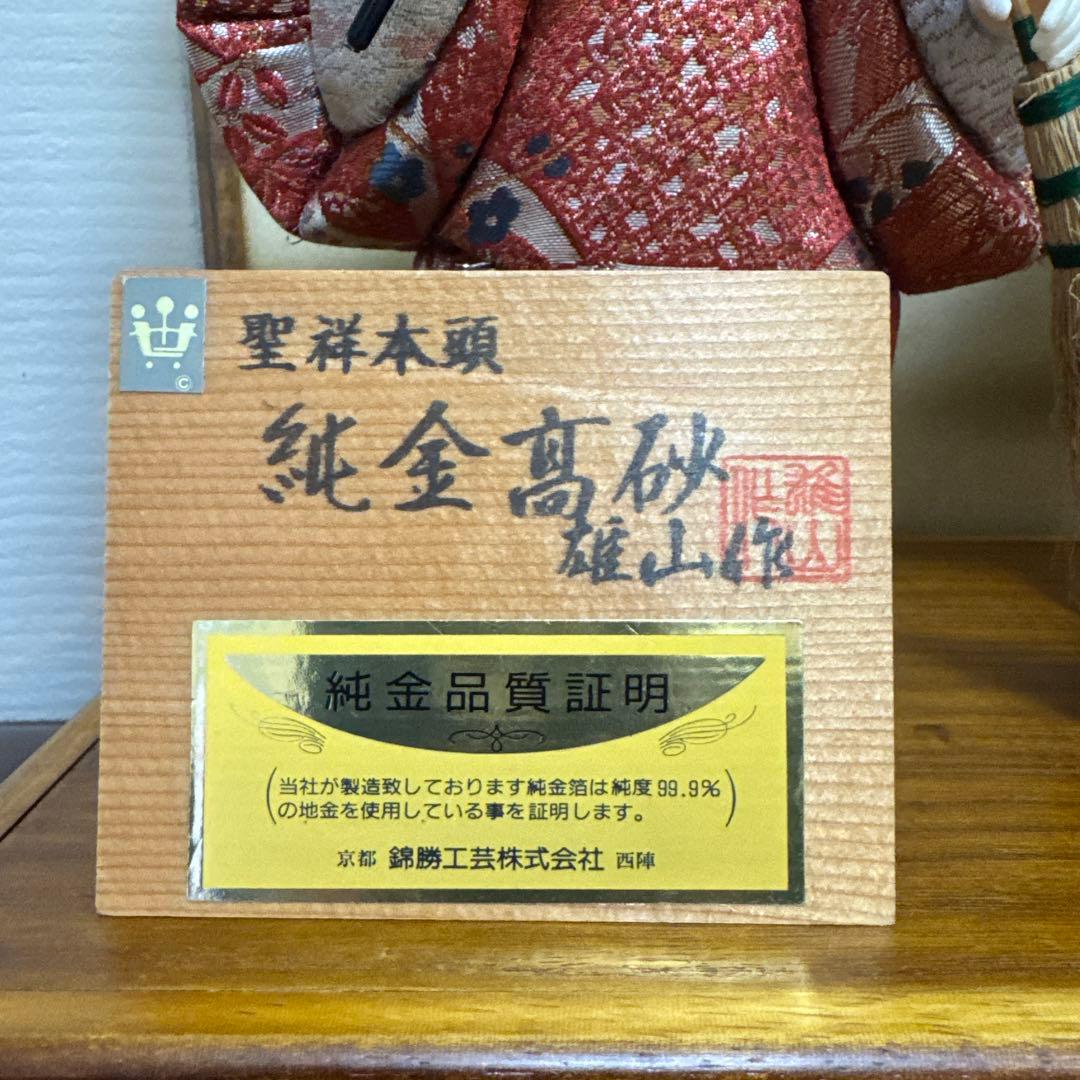 ©
聖祥本頭
純金高砂
雄山作
純金品質証明
(当社が製造致しております純金箔は純度99.9%
の地金を使用している事を証明します。)
京都 錦勝工芸株式会社 西陣